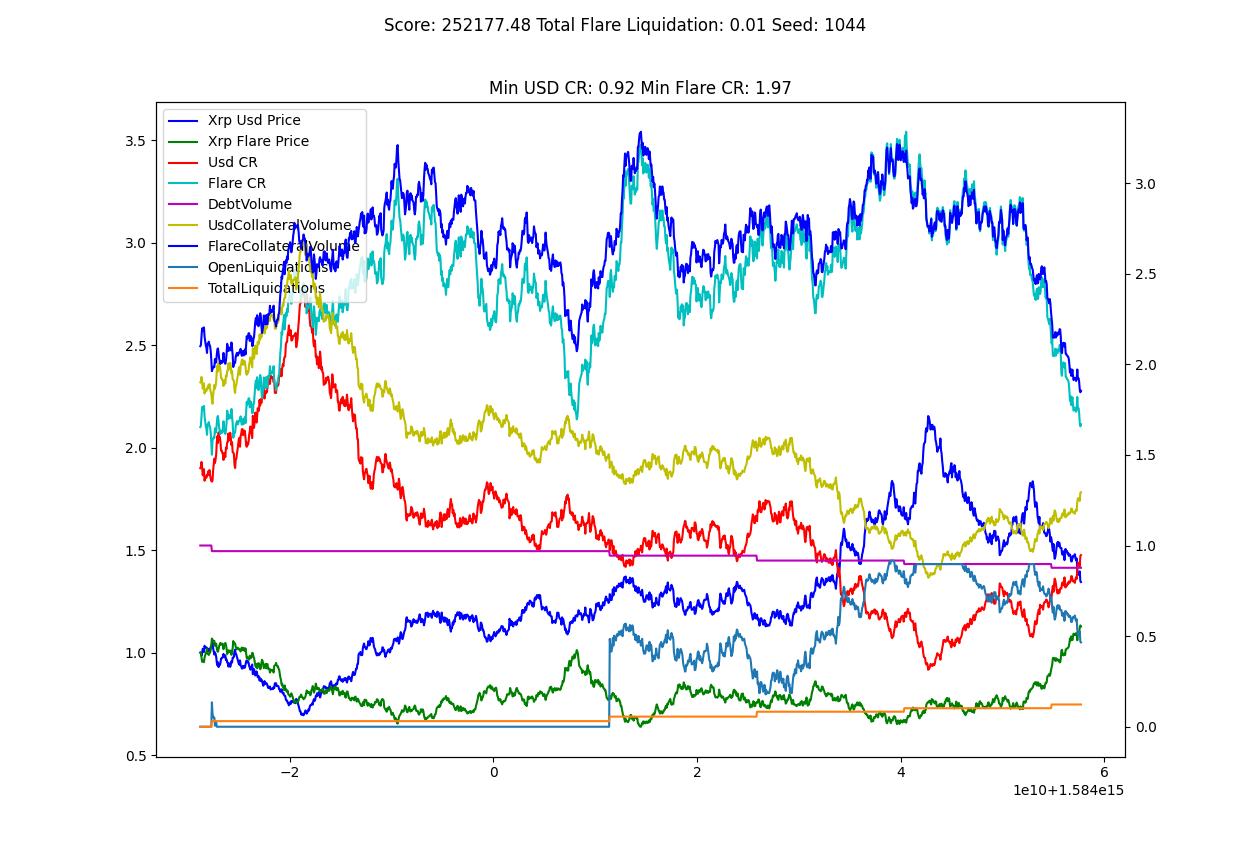 Score: 252177.48 Total Flare Liquidation: 0.01 Seed: 1044
Min USD CR: 0.92 Min Flare CR: 1.97
Xrp Usd Price
Xrp Flare Price
Usd CR
Flare CR
DebtVolume
UsdCollateralVolume
FlareCollateralVolume
OpenLiquidations
TotalLiquidations
3.5
3.0
2.5
2.0
1.5
1.0
0.5
3.0
2.5
2.0
1.5
1.0
0.5
0.0
−2
0
2
4
6
1e10+1.584e15